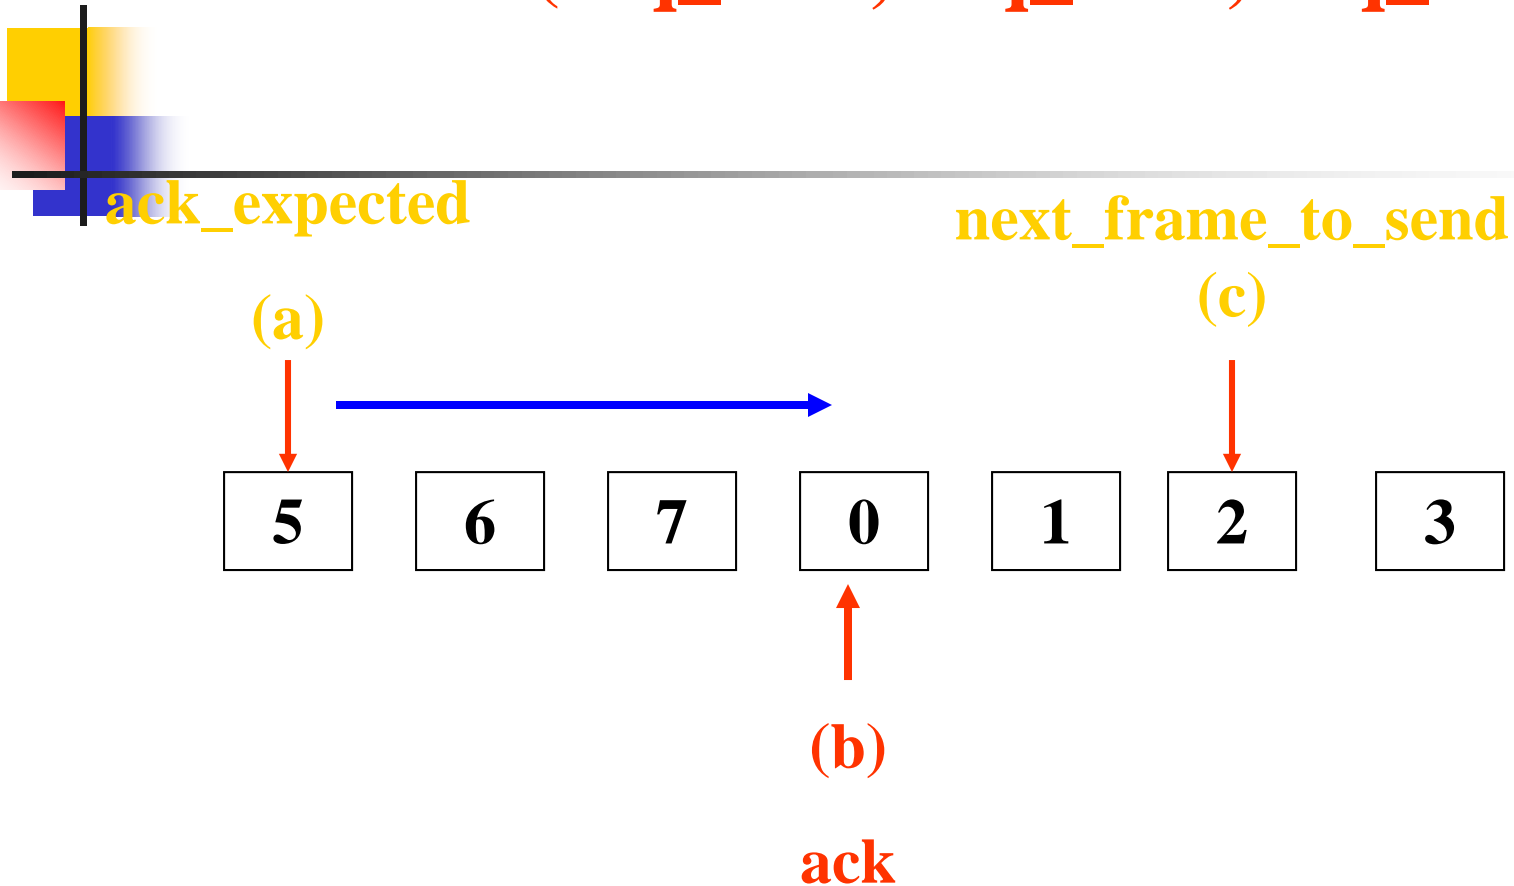 ack_expected
next_frame_to_send
(a)
(c)
5 6 7 0 1 2 3
(b)
ack